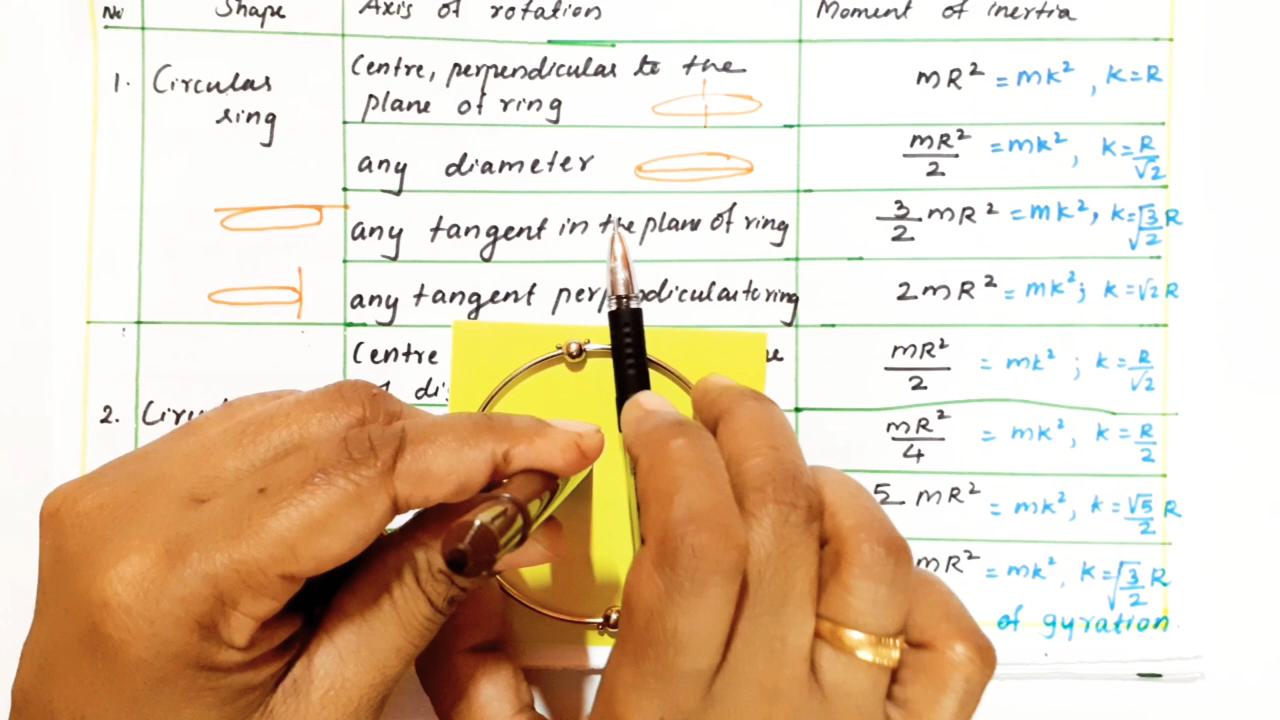 No Shape Axis of rotation Moment of inertia
1. Circular ring
Centre, perpendicular to the
plane of ring
mR² = mk², k=R
any diameter
mR²/2 = mk², k=R/√2
any tangent in the plane of ring
3/2 mR² = mk², k=√3/2 R
any tangent perpendicular to ring
2mR² = mk²; k=√2R
2.
Centre
mR²/2 = mk²; k=R/√2
mR²/4 = mk², k=R/2
5 mR² = mk², k=√5/2 R
mR² = mk², k=√3/2 R
of gyration